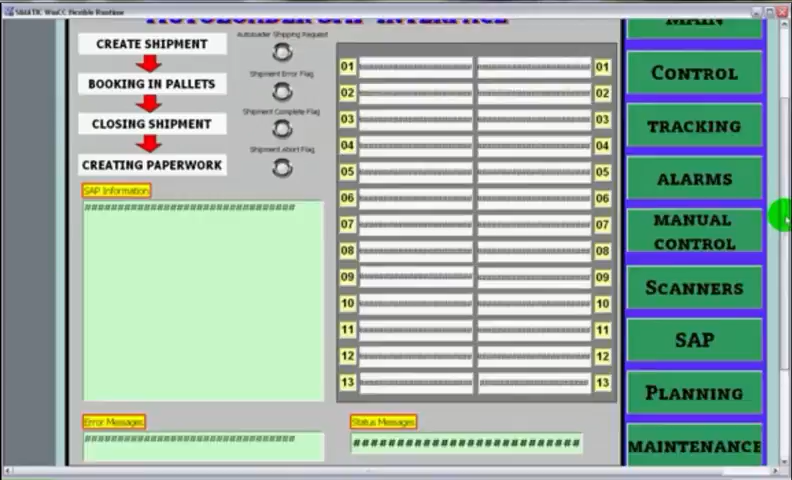 SIMATIC WinCC flexible Runtime
AUTOLOADER SAP INTERFACE
CREATE SHIPMENT
BOOKING IN PALLETS
CLOSING SHIPMENT
CREATING PAPERWORK
Autoloader Shipping Request
Shipment Error Flag
Shipment Complete Flag
Shipment Abort Flag
SAP Information
################################
Error Messages
################################
01 01
02 02
03 03
04 04
05 05
06 06
07 07
08 08
09 09
10 10
11 11
12 12
13 13
Status Messages
##########################
MAIN
CONTROL
TRACKING
ALARMS
MANUAL
CONTROL
SCANNERS
SAP
PLANNING
MAINTENANCE